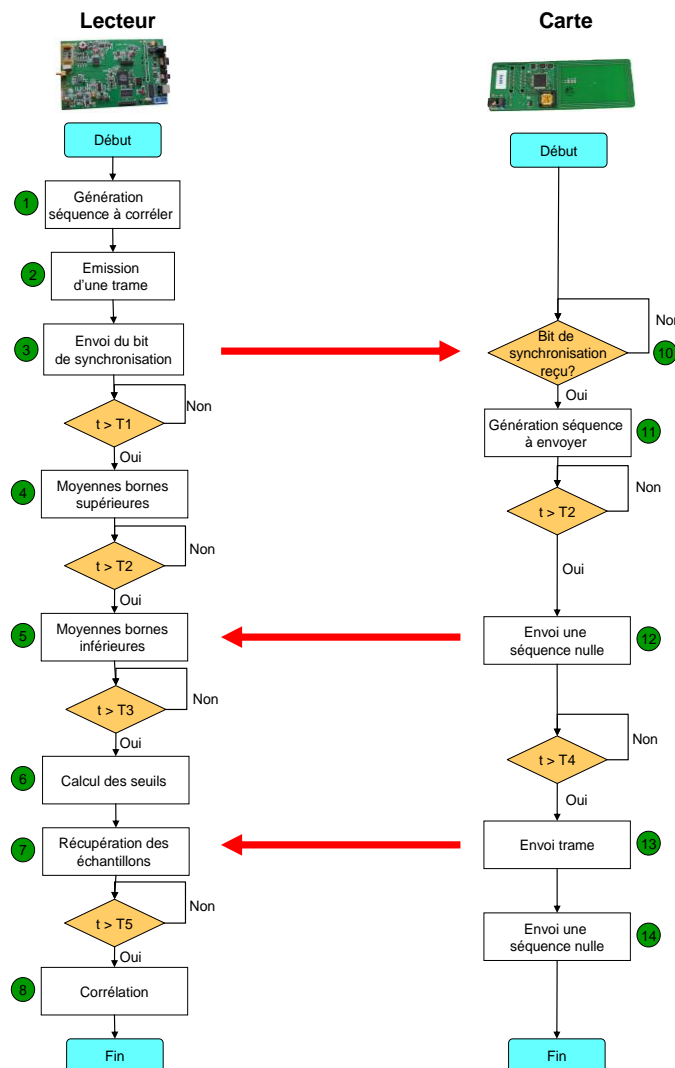 Lecteur
Début
1
Génération
séquence à corréler
2
Emission
d'une trame
3
Envoi du bit
de synchronisation
Non
t > T1
Oui
4
Moyennes bornes
supérieures
Non
t > T2
Oui
5
Moyennes bornes
inférieures
Non
t > T3
Oui
6
Calcul des seuils
7
Récupération des
échantillons
Non
t > T5
Oui
8
Corrélation
Fin
Carte
Début
Non
Bit de
synchronisation
reçu?
10
Oui
Génération séquence
à envoyer
11
Non
t > T2
Oui
Envoi une
séquence nulle
12
Non
t > T4
Oui
Envoi trame
13
Envoi une
séquence nulle
14
Fin